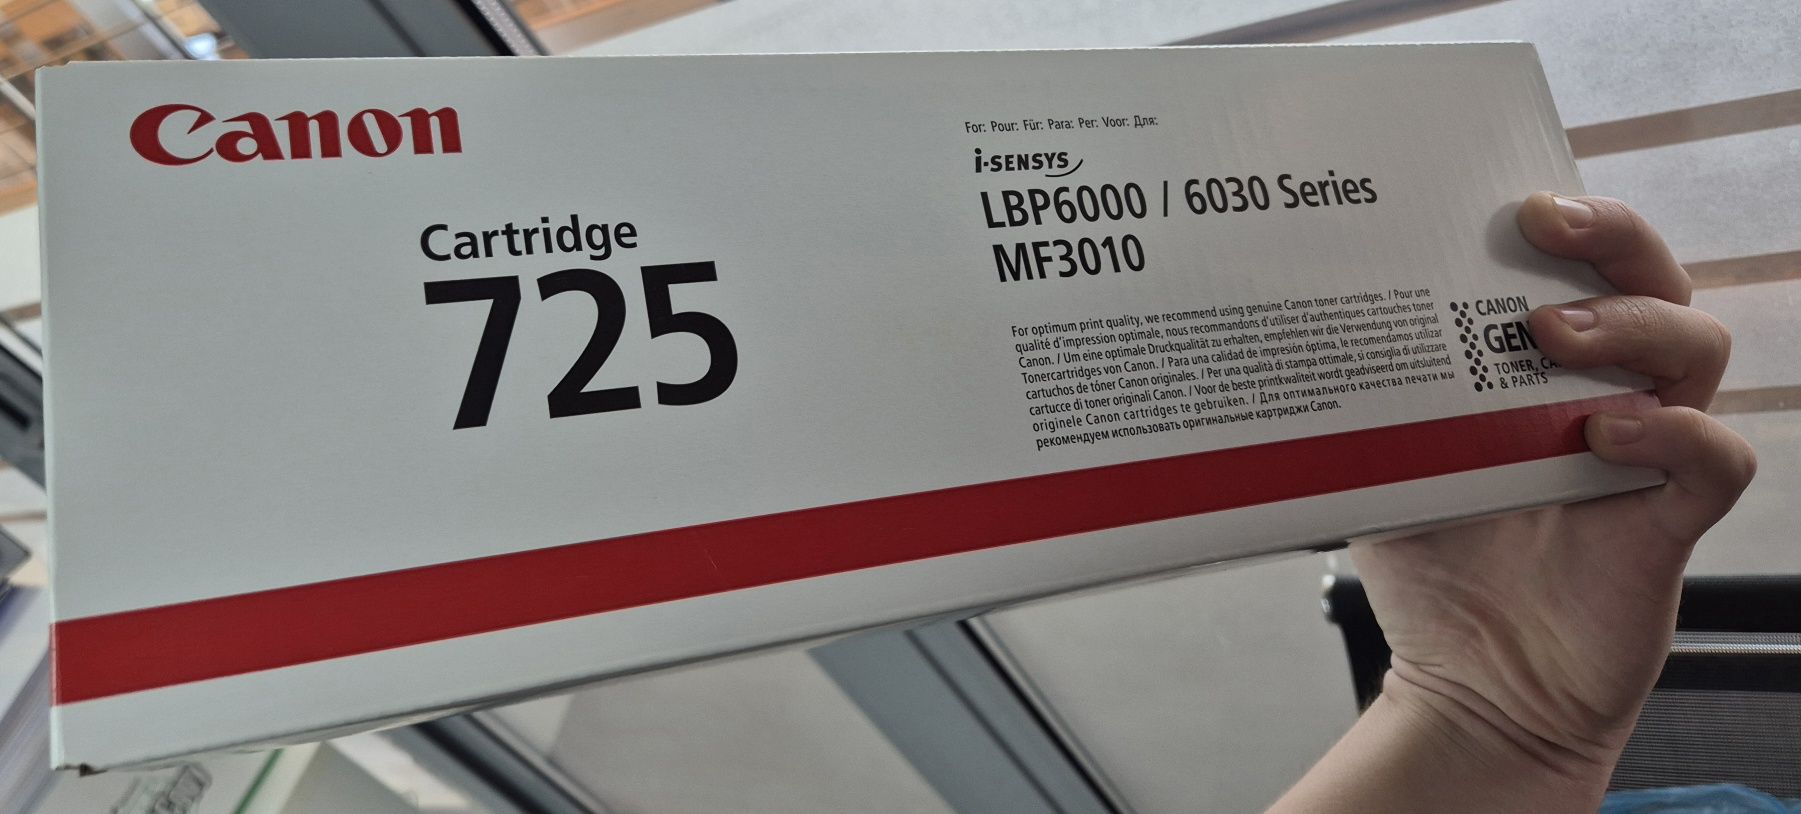 Canon
Cartridge
725
For: Pour: Für: Para: Per: Voor: Для:
i-SENSYS
LBP6000 / 6030 Series
MF3010
For optimum print quality, we recommend using genuine Canon toner cartridges. / Pour une
qualité d'impression optimale, nous recommandons d'utiliser d'authentiques cartouches toner
Canon. / Um eine optimale Druckqualität zu erhalten, empfehlen wir die Verwendung von original
Tonercartridges von Canon. / Para una calidad de impresión óptima, le recomendamos utilizar
cartuchos de tóner Canon originales. / Per una qualità di stampa ottimale, si consiglia di utilizzare
cartucce di toner originali Canon. / Voor de beste printkwaliteit wordt geadviseerd om uitsluitend
originele Canon cartridges te gebruiken. / Для оптимального качества печати мы
рекомендуем использовать оригинальные картриджи Canon.
CANON
GEN
TONER, CA
& PARTS